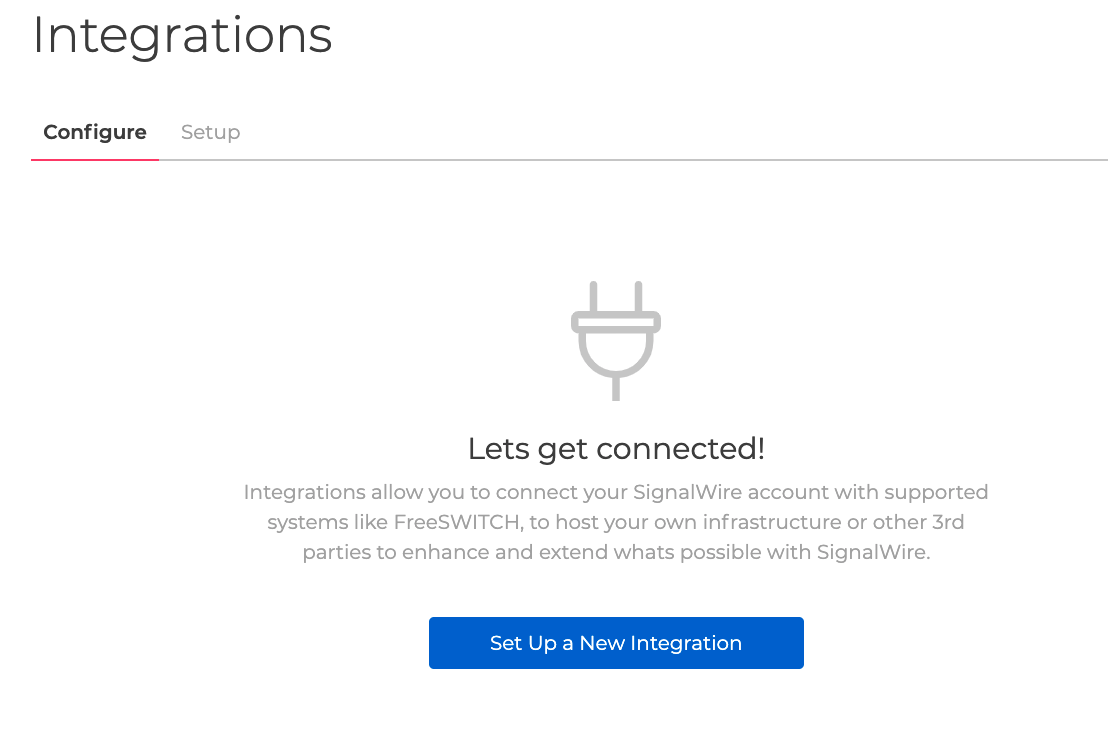 Integrations
Configure
Setup
Lets get connected!
Integrations allow you to connect your SignalWire account with supported
systems like FreeSWITCH, to host your own infrastructure or other 3rd
parties to enhance and extend whats possible with SignalWire.
Set Up a New Integration